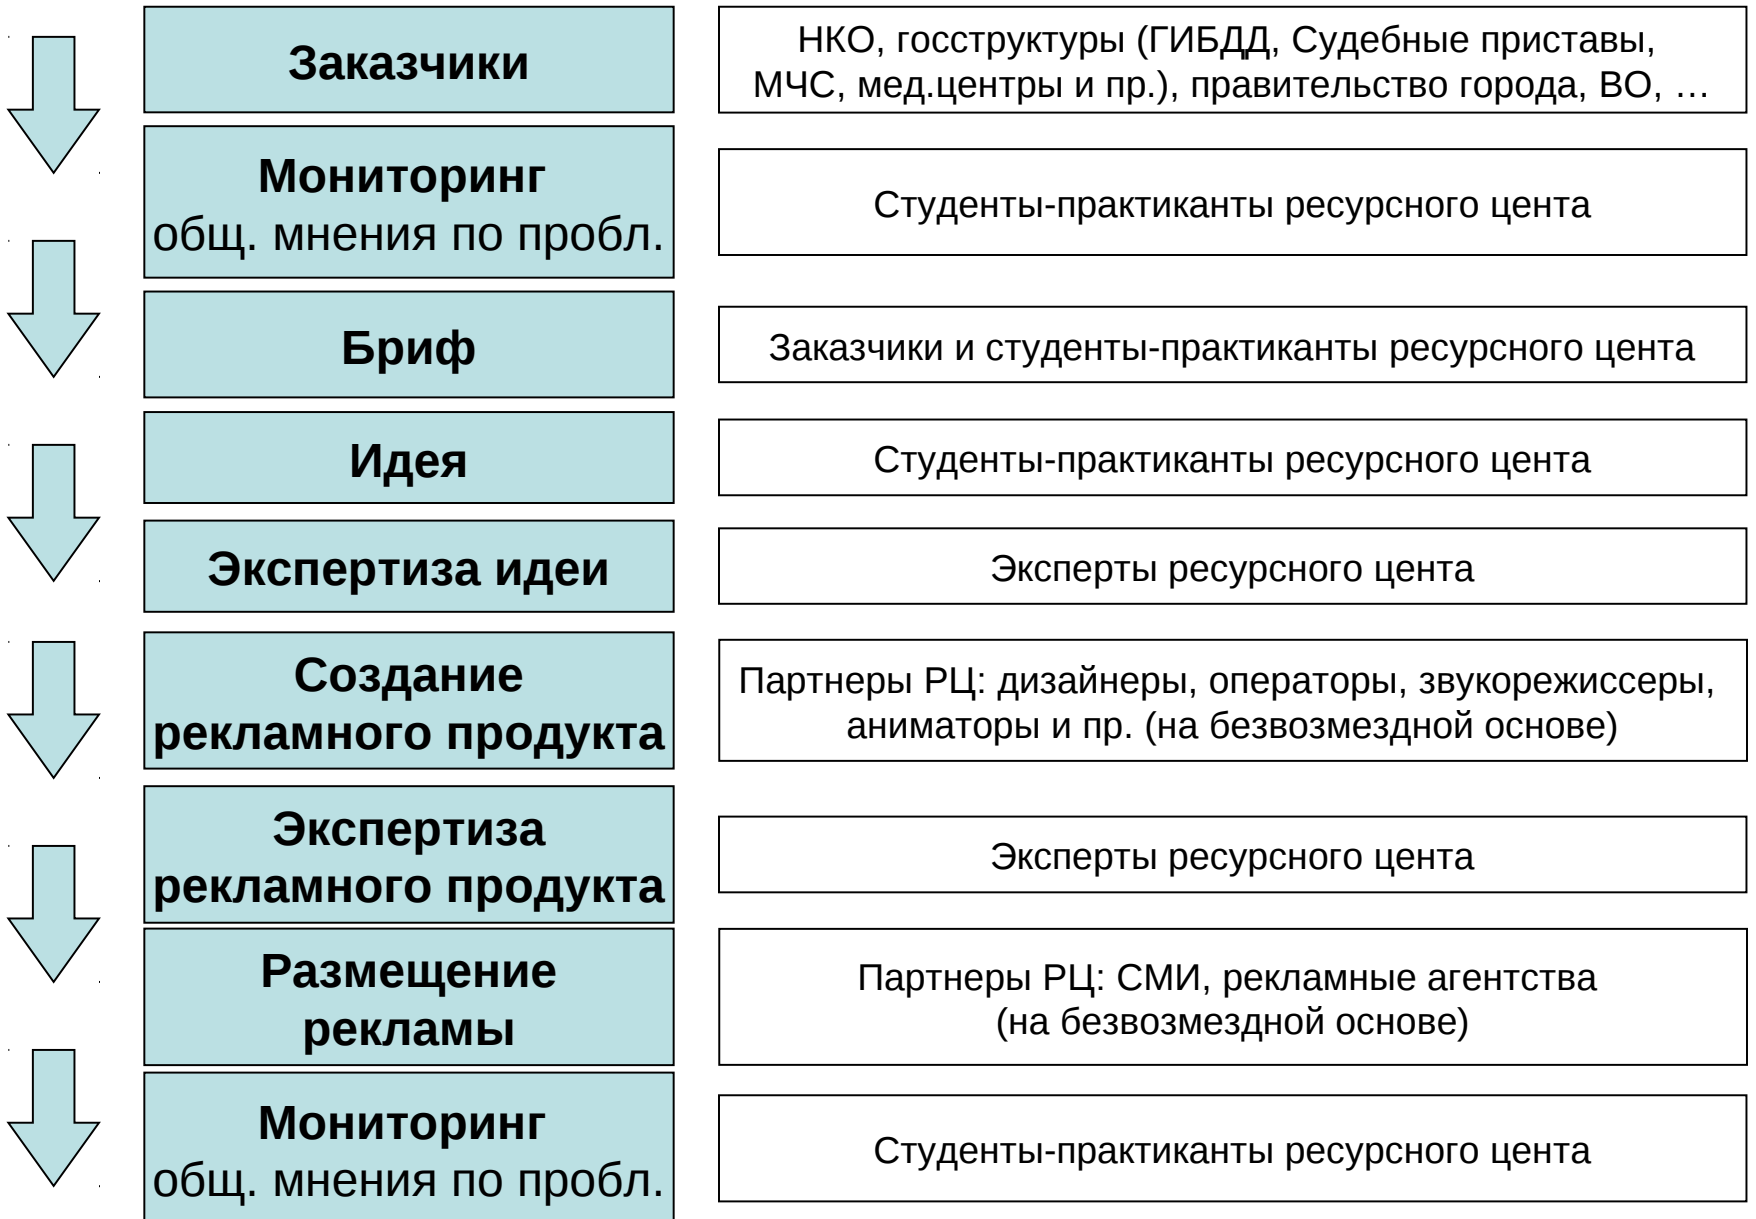 Заказчики
НКО, госструктуры (ГИБДД, Судебные приставы,
МЧС, мед.центры и пр.), правительство города, ВО, …
Мониторинг
общ. мнения по пробл.
Студенты-практиканты ресурсного цента
Бриф
Заказчики и студенты-практиканты ресурсного цента
Идея
Студенты-практиканты ресурсного цента
Экспертиза идеи
Эксперты ресурсного цента
Создание
рекламного продукта
Партнеры РЦ: дизайнеры, операторы, звукорежиссеры,
аниматоры и пр. (на безвозмездной основе)
Экспертиза
рекламного продукта
Эксперты ресурсного цента
Размещение
рекламы
Партнеры РЦ: СМИ, рекламные агентства
(на безвозмездной основе)
Мониторинг
общ. мнения по пробл.
Студенты-практиканты ресурсного цента